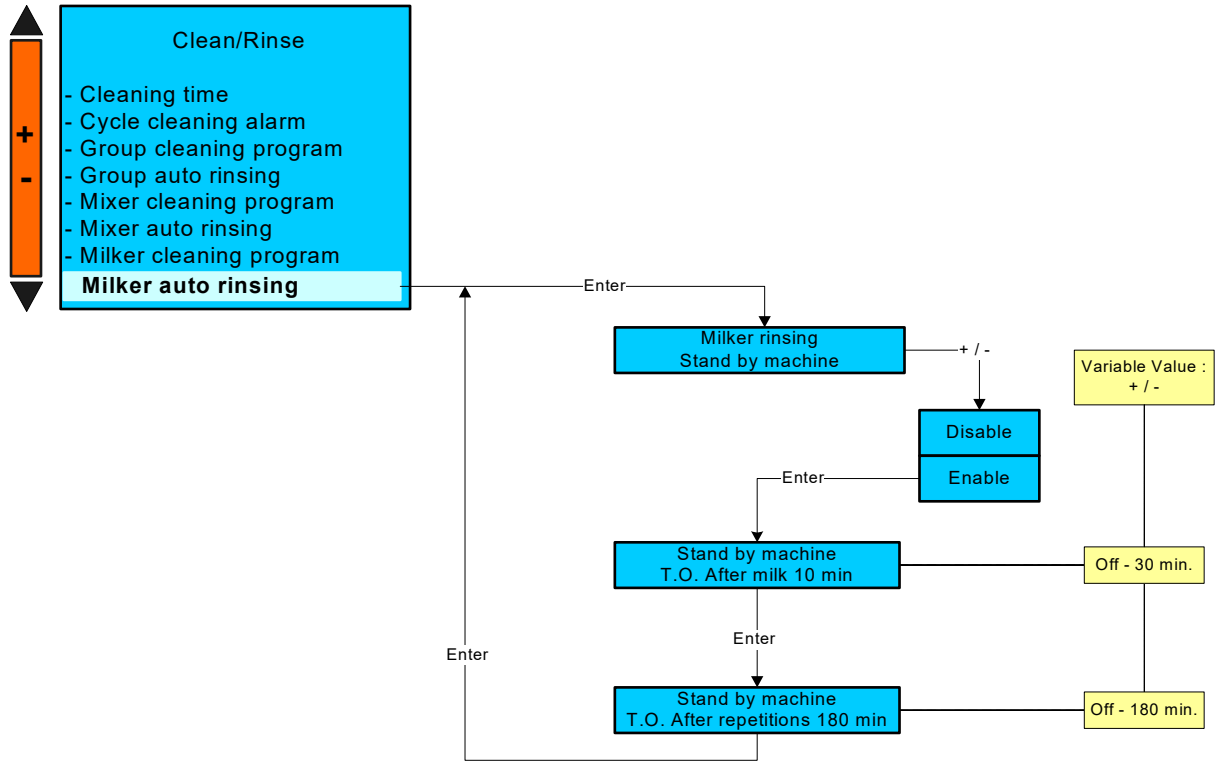 Clean/Rinse
- Cleaning time
- Cycle cleaning alarm
- Group cleaning program
- Group auto rinsing
- Mixer cleaning program
- Mixer auto rinsing
- Milker cleaning program
Milker auto rinsing
+
-
Enter
Milker rinsing
Stand by machine
+ / -
Variable Value :
+ / -
Disable
Enable
Enter
Stand by machine
T.O. After milk 10 min
Off - 30 min.
Enter
Enter
Stand by machine
T.O. After repetitions 180 min
Off - 180 min.